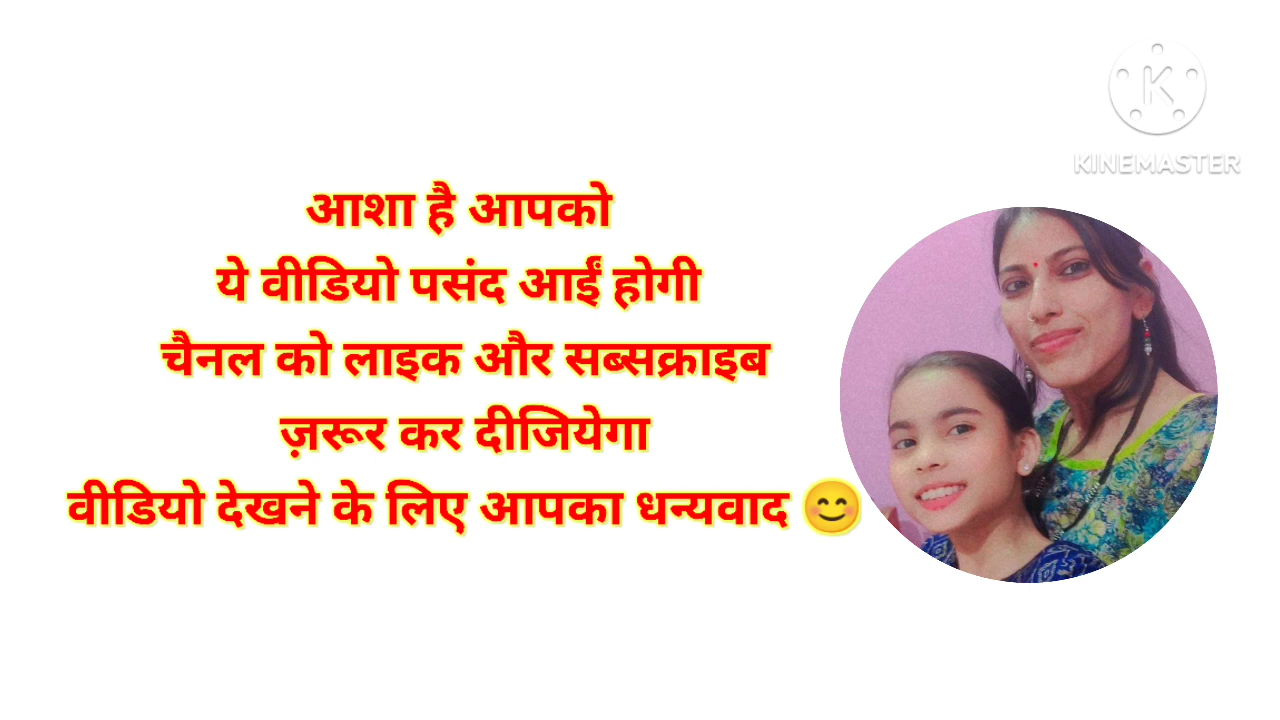 KINEMASTER
आशा है आपको
ये वीडियो पसंद आईं होगी
चैनल को लाइक और सब्सक्राइब
ज़रूर कर दीजियेगा
वीडियो देखने के लिए आपका धन्यवाद 😊